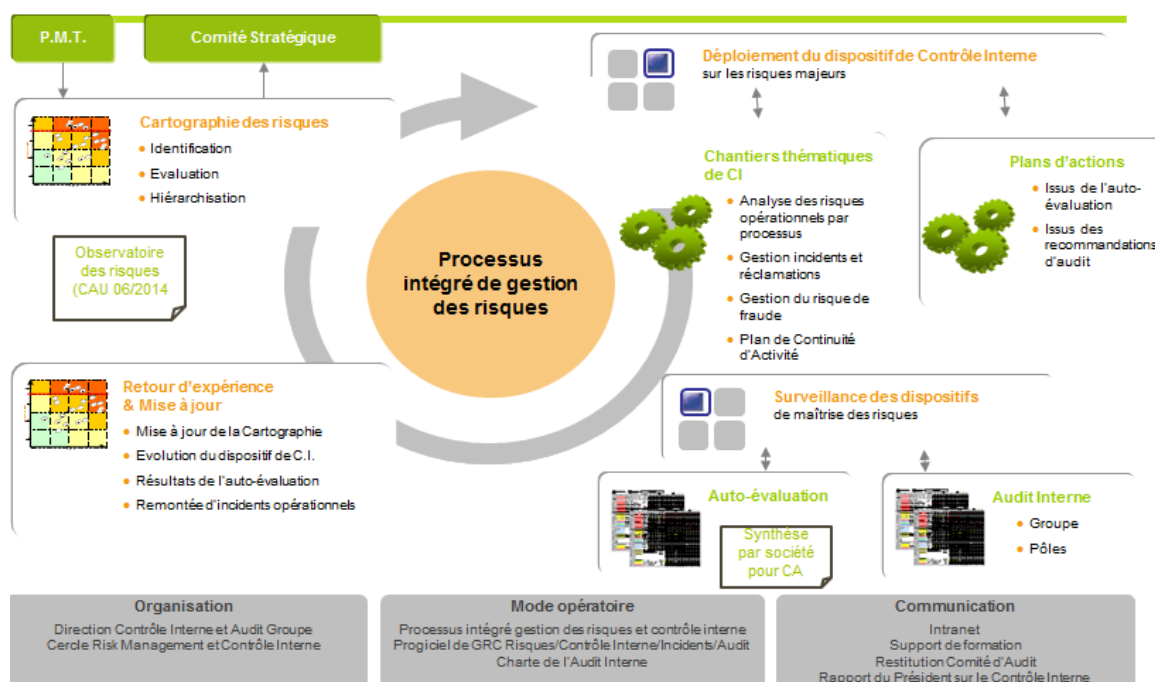 P.M.T.
Comité Stratégique
Cartographie des risques
Identification
Evaluation
Hiérarchisation
Observatoire
des risques
(CAU 06/2014
Retour d'expérience
& Mise à jour
Mise à jour de la Cartographie
Evolution du dispositif de C.I.
Résultats de l'auto-évaluation
Remontée d'incidents opérationnels
Processus
intégré de gestion
des risques
Déploiement du dispositif de Contrôle Interne
sur les risques majeurs
Chantiers thématiques
de CI
Analyse des risques
opérationnels par
processus
Gestion incidents et
réclamations
Gestion du risque de
fraude
Plan de Continuité
d'Activité
Plans d'actions
Issus de l'auto-
évaluation
Issus des
recommandations
d'audit
Surveillance des dispositifs
de maîtrise des risques
Auto-évaluation
Synthèse
par société
pour CA
Audit Interne
Groupe
Pôles
Organisation
Direction Contrôle Interne et Audit Groupe
Cercle Risk Management et Contrôle Interne
Mode opératoire
Processus intégré gestion des risques et contrôle interne
Progiciel de GRC Risques/Contrôle Interne/Incidents/Audit
Charte de l'Audit Interne
Communication
Intranet
Support de formation
Restitution Comité d'Audit
Rapport du Président sur le Contrôle Interne